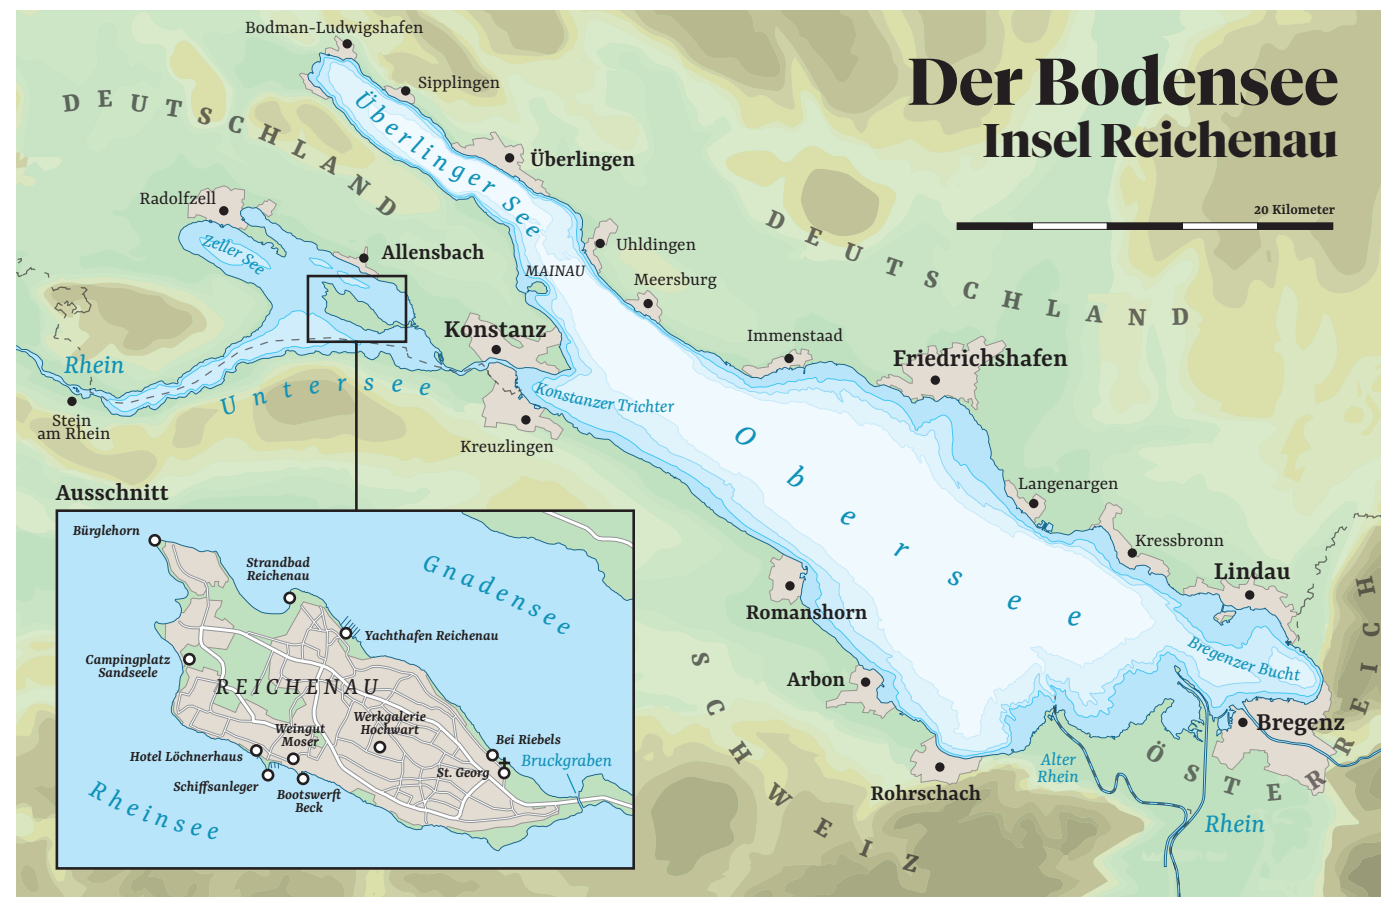 Der Bodensee
Insel Reichenau
20 Kilometer
Bodman-Ludwigshafen
Sipplingen
DEUTSCHLAND
Überlinger See
Überlingen
Radolfzell
Zeller See
Allensbach
Uhldingen
MAINAU
Meersburg
DEUTSCHLAND
Konstanz
Immenstaad
Friedrichshafen
Rhein
Untersee
Konstanzer Trichter
Stein
am Rhein
Kreuzlingen
Obersee
Langenargen
Kressbronn
Lindau
Romanshorn
Bregenzer Bucht
Arbon
SCHWEIZ
Bregenz
ÖSTERREICH
Alter
Rhein
Rohrschach
Rhein
Ausschnitt
Bürglehorn
Strandbad
Reichenau
Gnadensee
Yachthafen Reichenau
Campingplatz
Sandseele
REICHENAU
Werkgalerie
Hochwart
Weingut
Moser
Hotel Löchnerhaus
Bei Riebels
St. Georg
Bruckgraben
Schiffsanleger
Bootswerft
Beck
Rheinsee